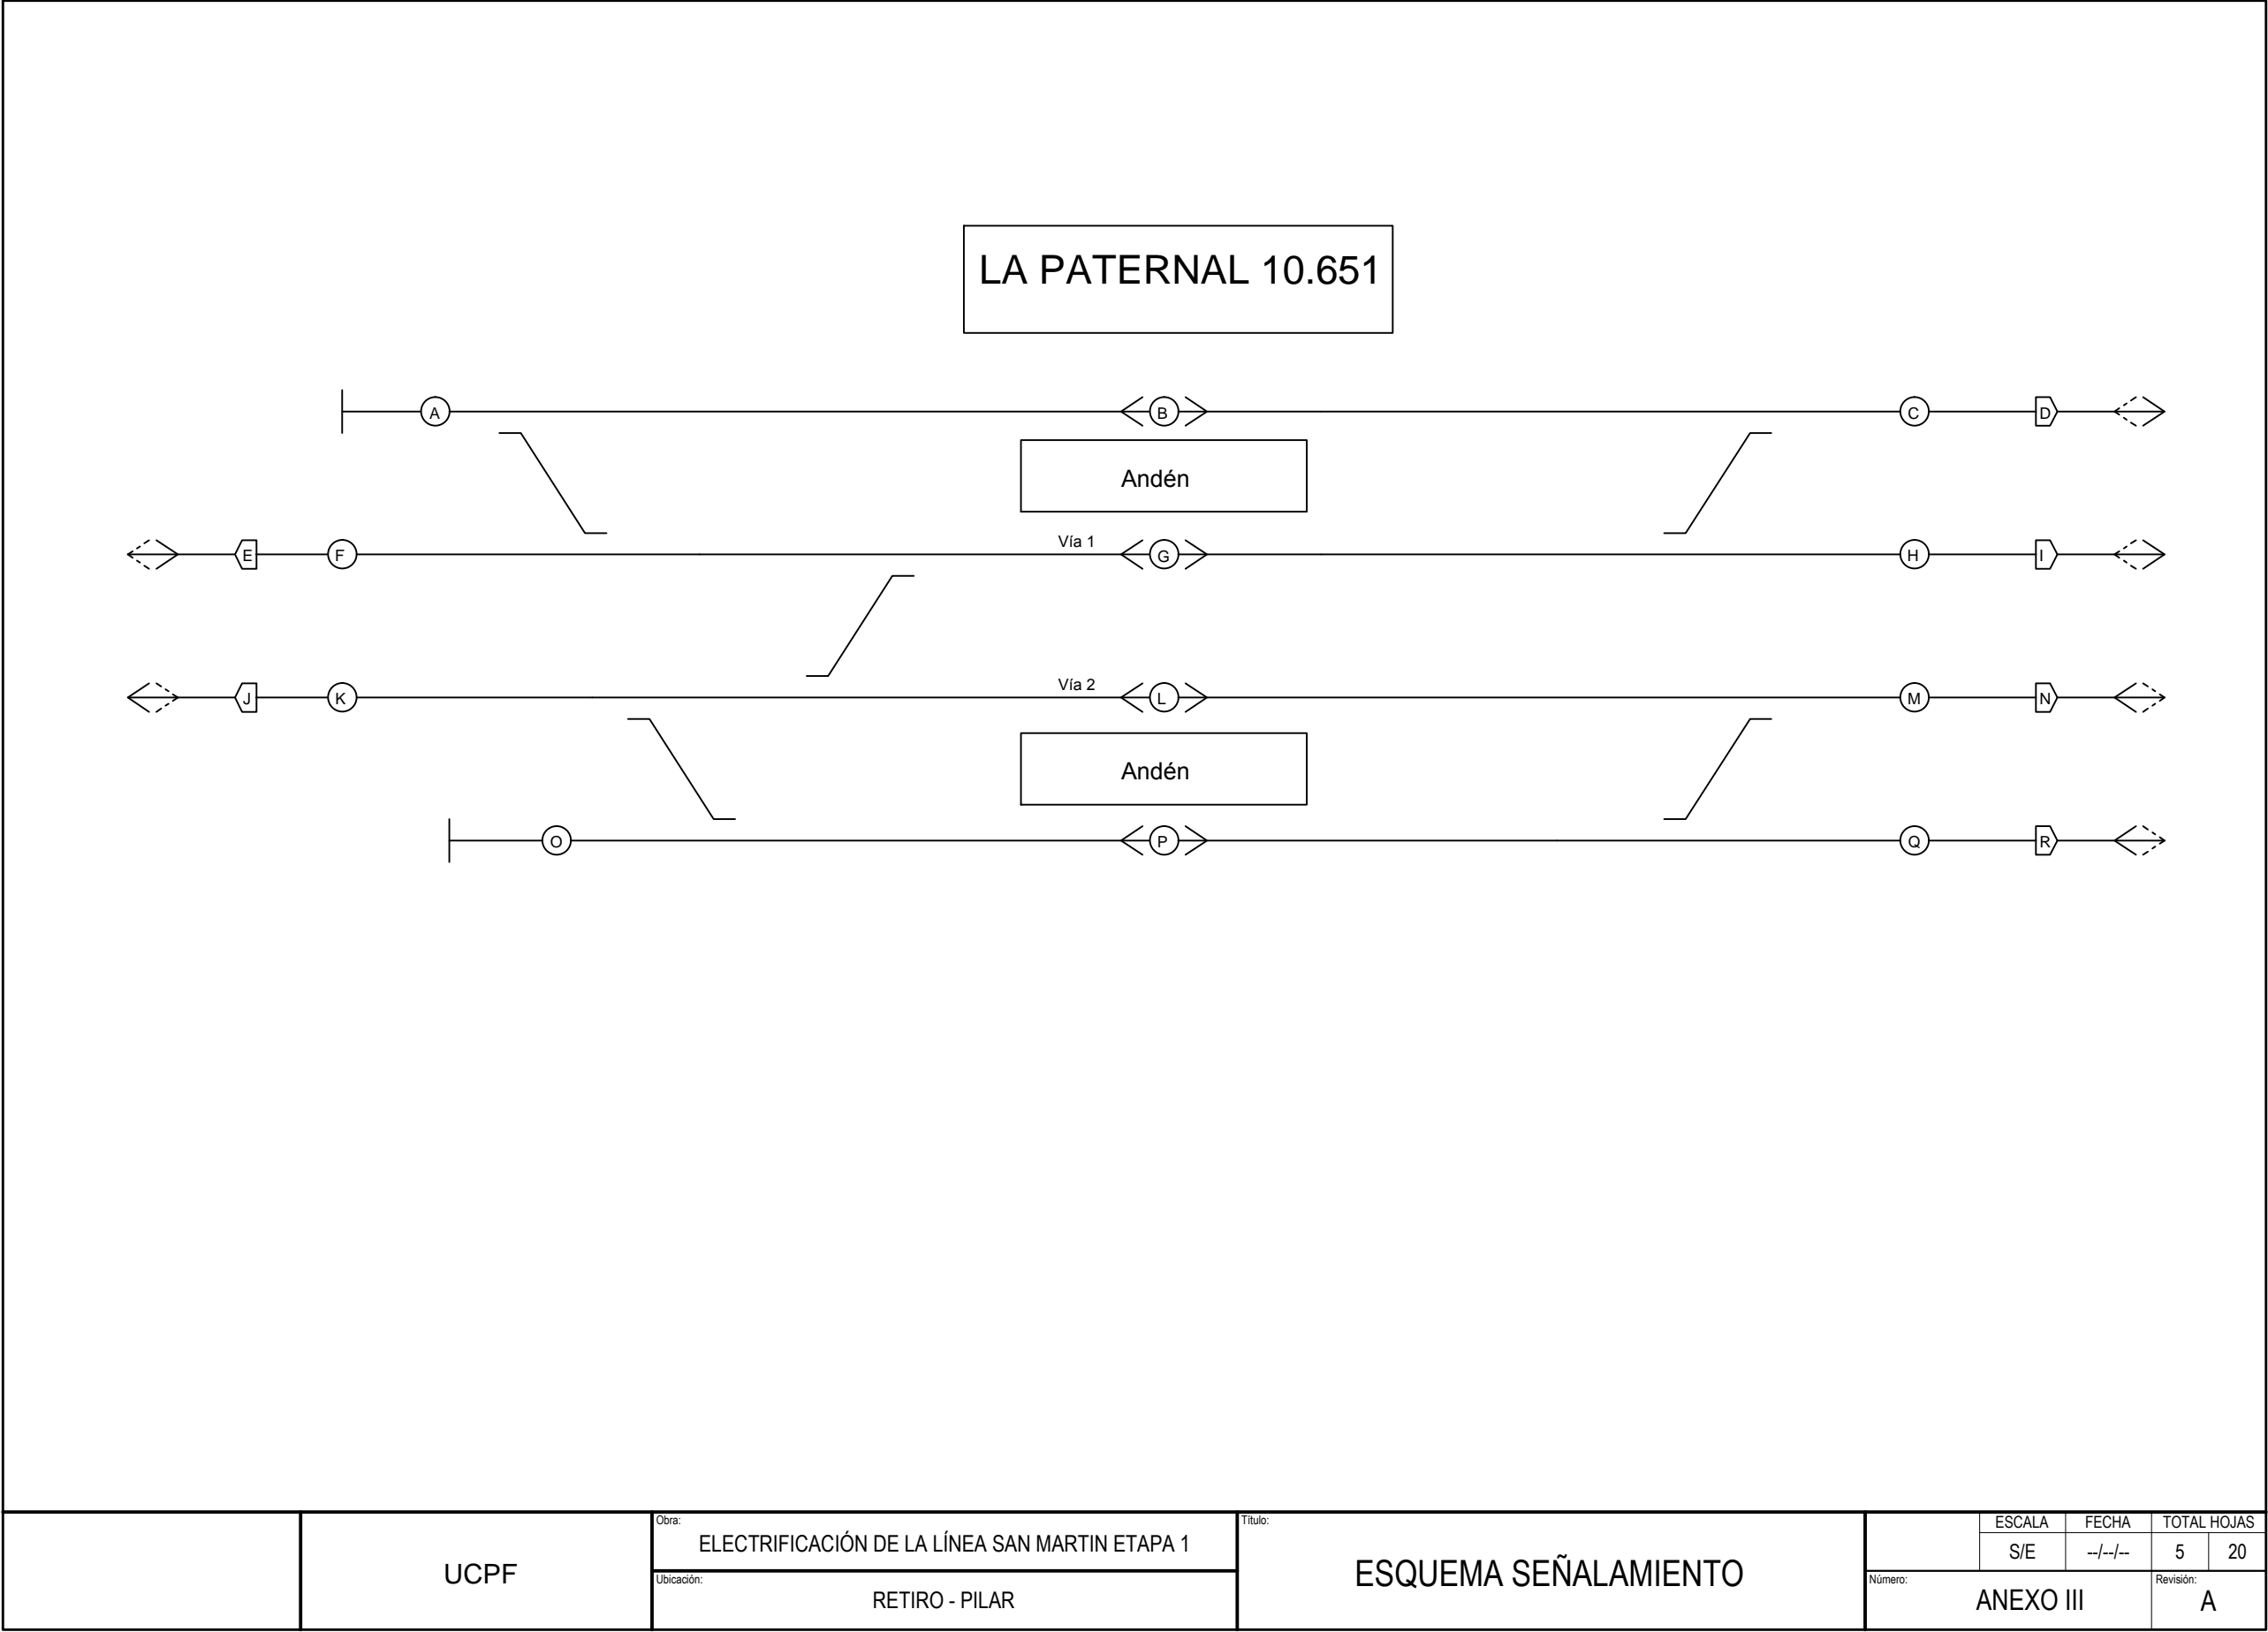 LA PATERNAL 10.651
A B C D
Andén
E F Vía 1 G H I
J K Vía 2 L M N
Andén
O P Q R
UCPF
Obra:
ELECTRIFICACIÓN DE LA LÍNEA SAN MARTIN ETAPA 1
Ubicación:
RETIRO - PILAR
Titulo:
ESQUEMA SEÑALAMIENTO
ESCALA FECHA TOTAL HOJAS
S/E --/--/-- 5 20
Número:
ANEXO III
Revisión:
A